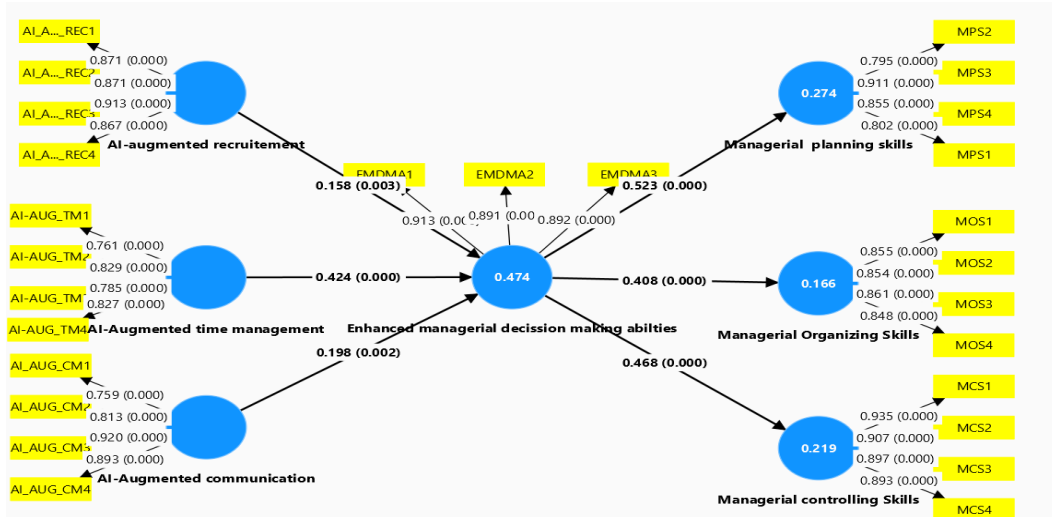 AI_A..._REC1
0.871 (0.000)
AI_A..._REC2
0.871 (0.000)
0.913 (0.000)
AI_A..._REC3
0.867 (0.000)
AI_A..._REC4
AI-augmented recruitement
0.158 (0.003)
AI-AUG_TM1
0.761 (0.000)
AI-AUG_TM2
0.829 (0.000)
0.785 (0.000)
0.827 (0.000)
AI-AUG_TM4
AI-Augmented time management
0.424 (0.000)
AI_AUG_CM1
0.759 (0.000)
AI_AUG_CM2
0.813 (0.000)
0.920 (0.000)
AI_AUG_CM3
0.893 (0.000)
AI_AUG_CM4
AI-Augmented communication
0.198 (0.002)
EMDMA1
EMDMA2
EMDMA3
0.913
0.891
0.892 (0.000)
0.474
Enhanced managerial decission making abilties
0.523 (0.000)
0.408 (0.000)
0.468 (0.000)
MPS2
0.795 (0.000)
MPS3
0.911 (0.000)
0.855 (0.000)
MPS4
0.802 (0.000)
MPS1
0.274
Managerial planning skills
MOS1
0.855 (0.000)
MOS2
0.854 (0.000)
0.861 (0.000)
MOS3
0.848 (0.000)
MOS4
0.166
Managerial Organizing Skills
MCS1
0.935 (0.000)
MCS2
0.907 (0.000)
0.897 (0.000)
MCS3
0.893 (0.000)
MCS4
0.219
Managerial controlling Skills